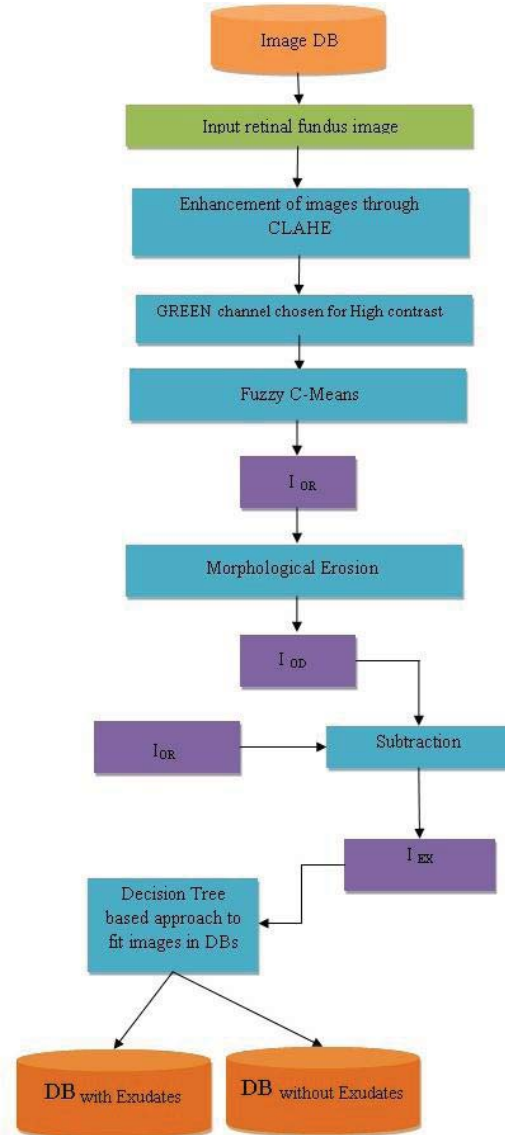 Image DB
Input retinal fundus image
Enhancement of images through
CLAHE
GREEN channel chosen for High contrast
Fuzzy C-Means
I OR
Morphological Erosion
I OD
IOR
Subtraction
I EX
Decision Tree
based approach to
fit images in DBs
DB with Exudates
DB without Exudates